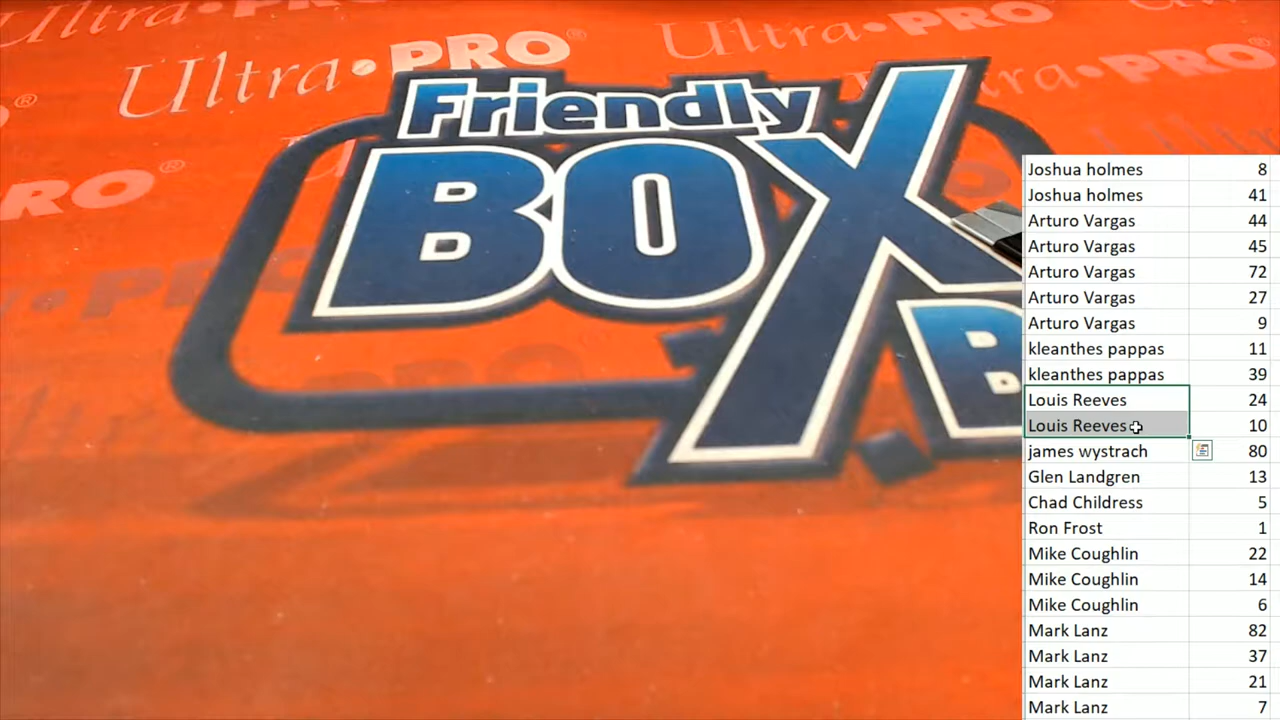 Ultra•PRO
Ultra•PRO®
Ultra•PRO
PRO®
Friendly
BOX
B
Joshua holmes 8
Joshua holmes 41
Arturo Vargas 44
Arturo Vargas 45
Arturo Vargas 72
Arturo Vargas 27
Arturo Vargas 9
kleanthes pappas 11
kleanthes pappas 39
Louis Reeves 24
Louis Reeves 10
james wystrach 80
Glen Landgren 13
Chad Childress 5
Ron Frost 1
Mike Coughlin 22
Mike Coughlin 14
Mike Coughlin 6
Mark Lanz 82
Mark Lanz 37
Mark Lanz 21
Mark Lanz 7